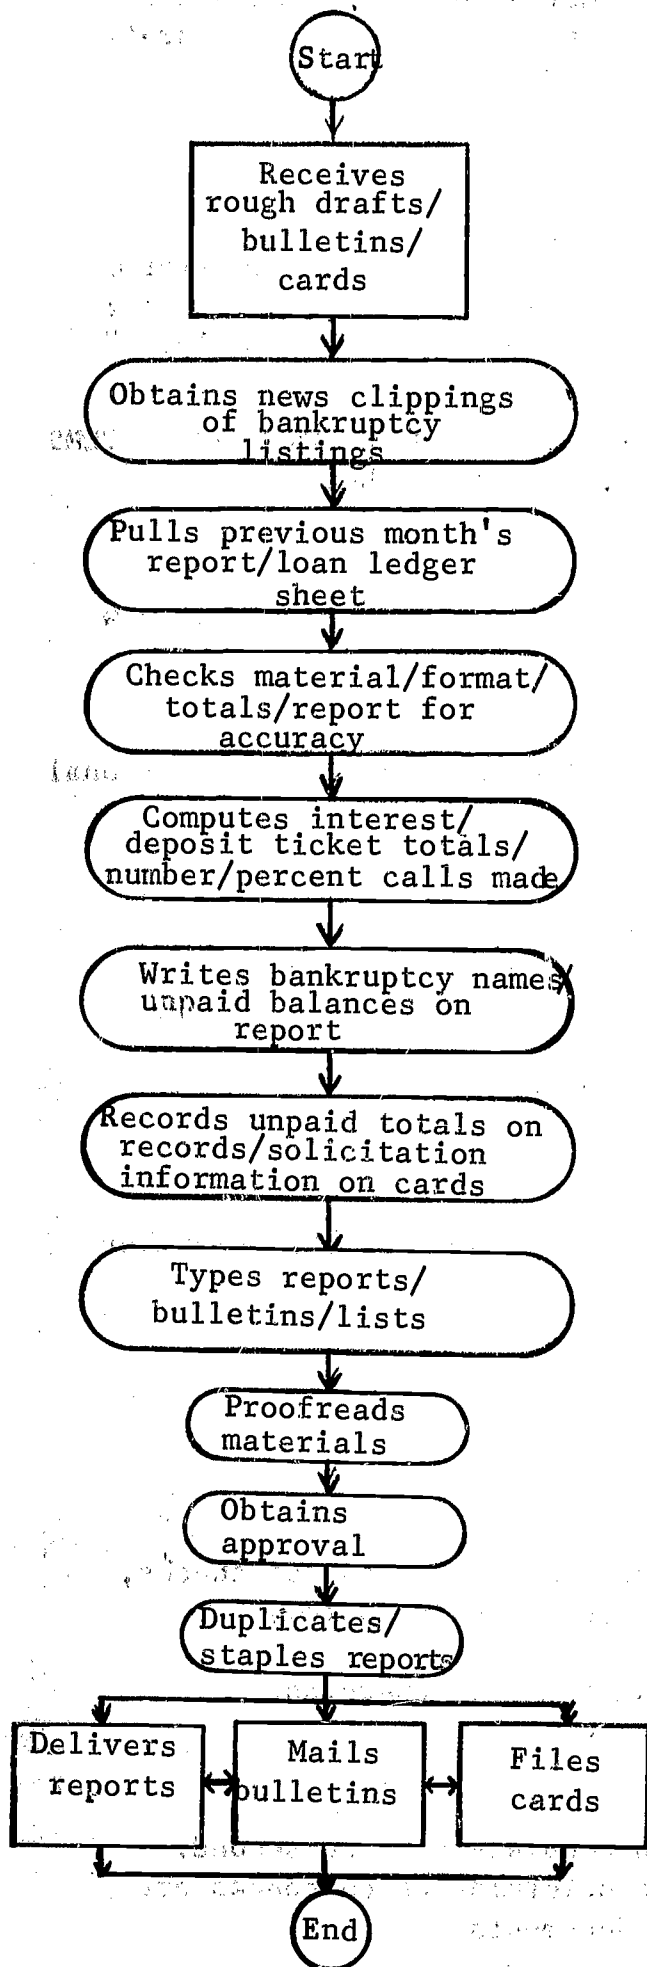 Start
Receives
rough drafts/
bulletins/
cards
Obtains news clippings
of bankruptcy
listings
Pulls previous month's
report/loan ledger
sheet
Checks material/format/
totals/report for
accuracy
Computes interest/
deposit ticket totals/
number/percent calls made
Writes bankruptcy names/
unpaid balances on
report
Records unpaid totals on
records/solicitation
information on cards
Types reports/
bulletins/lists
Proofreads
materials
Obtains
approval
Duplicates/
staples reports
Delivers
reports
Mails
bulletins
Files
cards
End